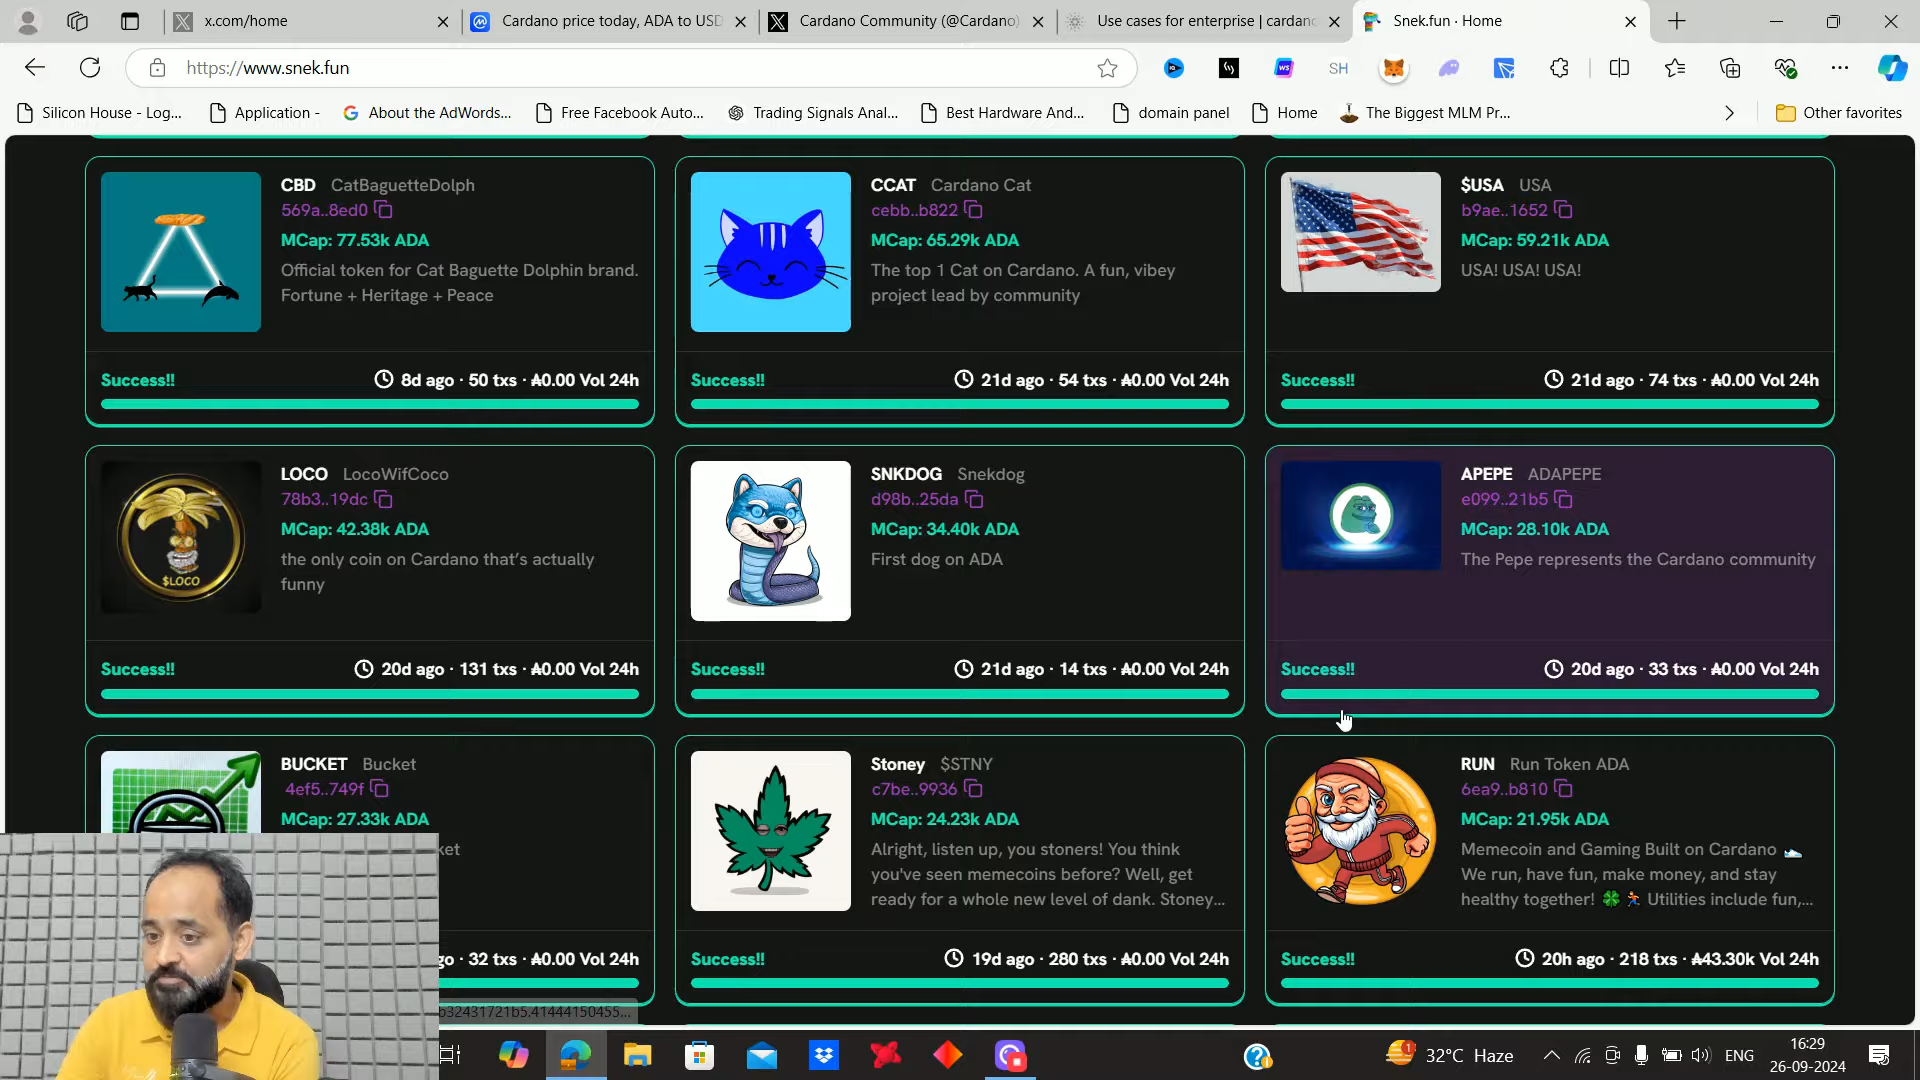 x.com/home
Cardano price today, ADA to USD
Cardano Community (@Cardano)
Use cases for enterprise | cardano
Snek.fun · Home
https://www.snek.fun
SH
Silicon House - Log...
Application -
About the AdWords...
Free Facebook Auto...
Trading Signals Anal...
Best Hardware And...
domain panel
Home
The Biggest MLM Pr...
Other favorites
CBD CatBaguetteDolph
569a..8ed0
MCap: 77.53k ADA
Official token for Cat Baguette Dolphin brand.
Fortune + Heritage + Peace
Success!!
8d ago · 50 txs · ₳0.00 Vol 24h
CCAT Cardano Cat
cebb..b822
MCap: 65.29k ADA
The top 1 Cat on Cardano. A fun, vibey
project lead by community
Success!!
21d ago · 54 txs · ₳0.00 Vol 24h
$USA USA
b9ae..1652
MCap: 59.21k ADA
USA! USA! USA!
Success!!
21d ago · 74 txs · ₳0.00 Vol 24h
$LOCO
LOCO LocoWifCoco
78b3..19dc
MCap: 42.38k ADA
the only coin on Cardano that’s actually
funny
Success!!
20d ago · 131 txs · ₳0.00 Vol 24h
SNKDOG Snekdog
d98b..25da
MCap: 34.40k ADA
First dog on ADA
Success!!
21d ago · 14 txs · ₳0.00 Vol 24h
APEPE ADAPEPE
e099..21b5
MCap: 28.10k ADA
The Pepe represents the Cardano community
Success!!
20d ago · 33 txs · ₳0.00 Vol 24h
BUCKET Bucket
4ef5..749f
MCap: 27.33k ADA
ket
go · 32 txs · ₳0.00 Vol 24h
Stoney $STNY
c7be..9936
MCap: 24.23k ADA
Alright, listen up, you stoners! You think
you've seen memecoins before? Well, get
ready for a whole new level of dank. Stoney...
Success!!
19d ago · 280 txs · ₳0.00 Vol 24h
RUN Run Token ADA
6ea9..b810
MCap: 21.95k ADA
Memecoin and Gaming Built on Cardano 👟
We run, have fun, make money, and stay
healthy together! 🍀 🏃 Utilities include fun,...
Success!!
20h ago · 218 txs · ₳43.30k Vol 24h
b32431721b5.41444150455...
32°C Haze
ENG
16:29
26-09-2024